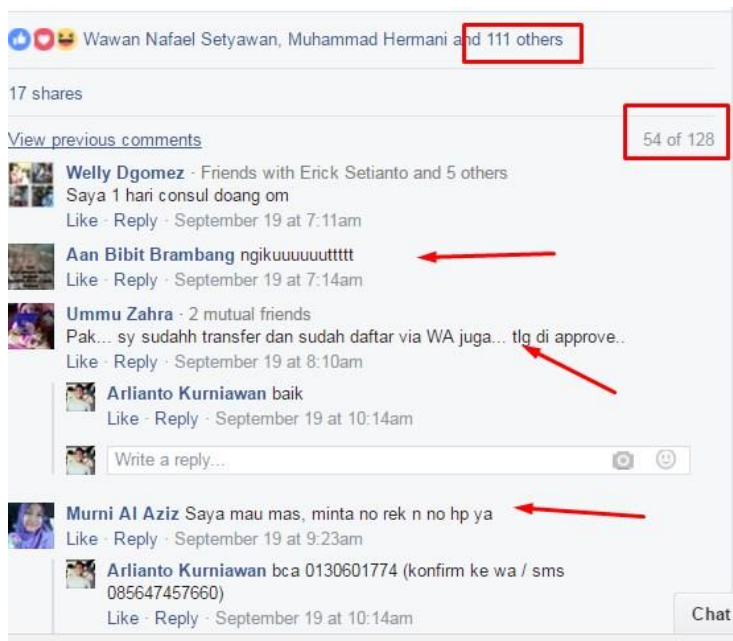 Wawan Nafael Setyawan, Muhammad Hermani and 111 others
17 shares
View previous comments 54 of 128
Welly Dgomez · Friends with Erick Setianto and 5 others
Saya 1 hari consul doang om
Like · Reply · September 19 at 7:11am
Aan Bibit Brambang ngikuuuuuuttttt
Like · Reply · September 19 at 7:14am
Ummu Zahra · 2 mutual friends
Pak... sy sudahh transfer dan sudah daftar via WA juga... tlg di approve..
Like · Reply · September 19 at 8:10am
Arlianto Kurniawan baik
Like · Reply · September 19 at 10:14am
Write a reply...
Murni Al Aziz Saya mau mas, minta no rek n no hp ya
Like · Reply · September 19 at 9:23am
Arlianto Kurniawan bca 0130601774 (konfirm ke wa / sms
085647457660)
Like · Reply · September 19 at 10:14am
Chat